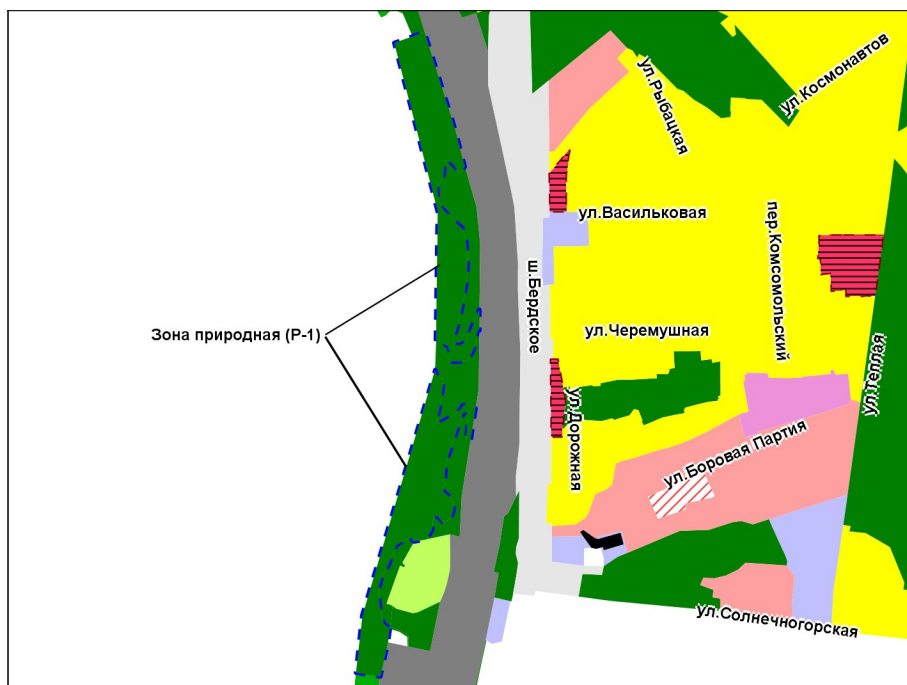 ул.Космонавтов
ул.Рыбацкая
ул.Васильковая
пер.Комсомольский
ш.Бердское
Зона природная (Р-1)
ул.Черемушная
ул.Теплая
ул.Дорожная
ул.Боровая Партия
ул.Солнечногорская